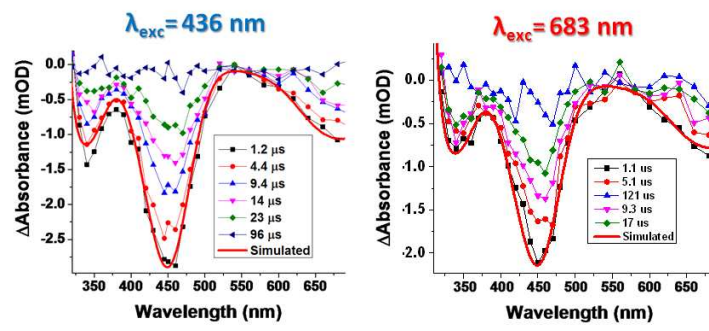 λexc = 436 nm
λexc = 683 nm
ΔAbsorbance (mOD)
0.0
-0.5
-1.0
-1.5
-2.0
-2.5
1.2 µs
4.4 µs
9.4 µs
14 µs
23 µs
96 µs
Simulated
350 400 450 500 550 600 650
Wavelength (nm)
ΔAbsorbance (mOD)
0.0
-0.5
-1.0
-1.5
-2.0
1.1 us
5.1 us
121 us
9.3 us
17 us
Simulated
350 400 450 500 550 600 650
Wavelength (nm)